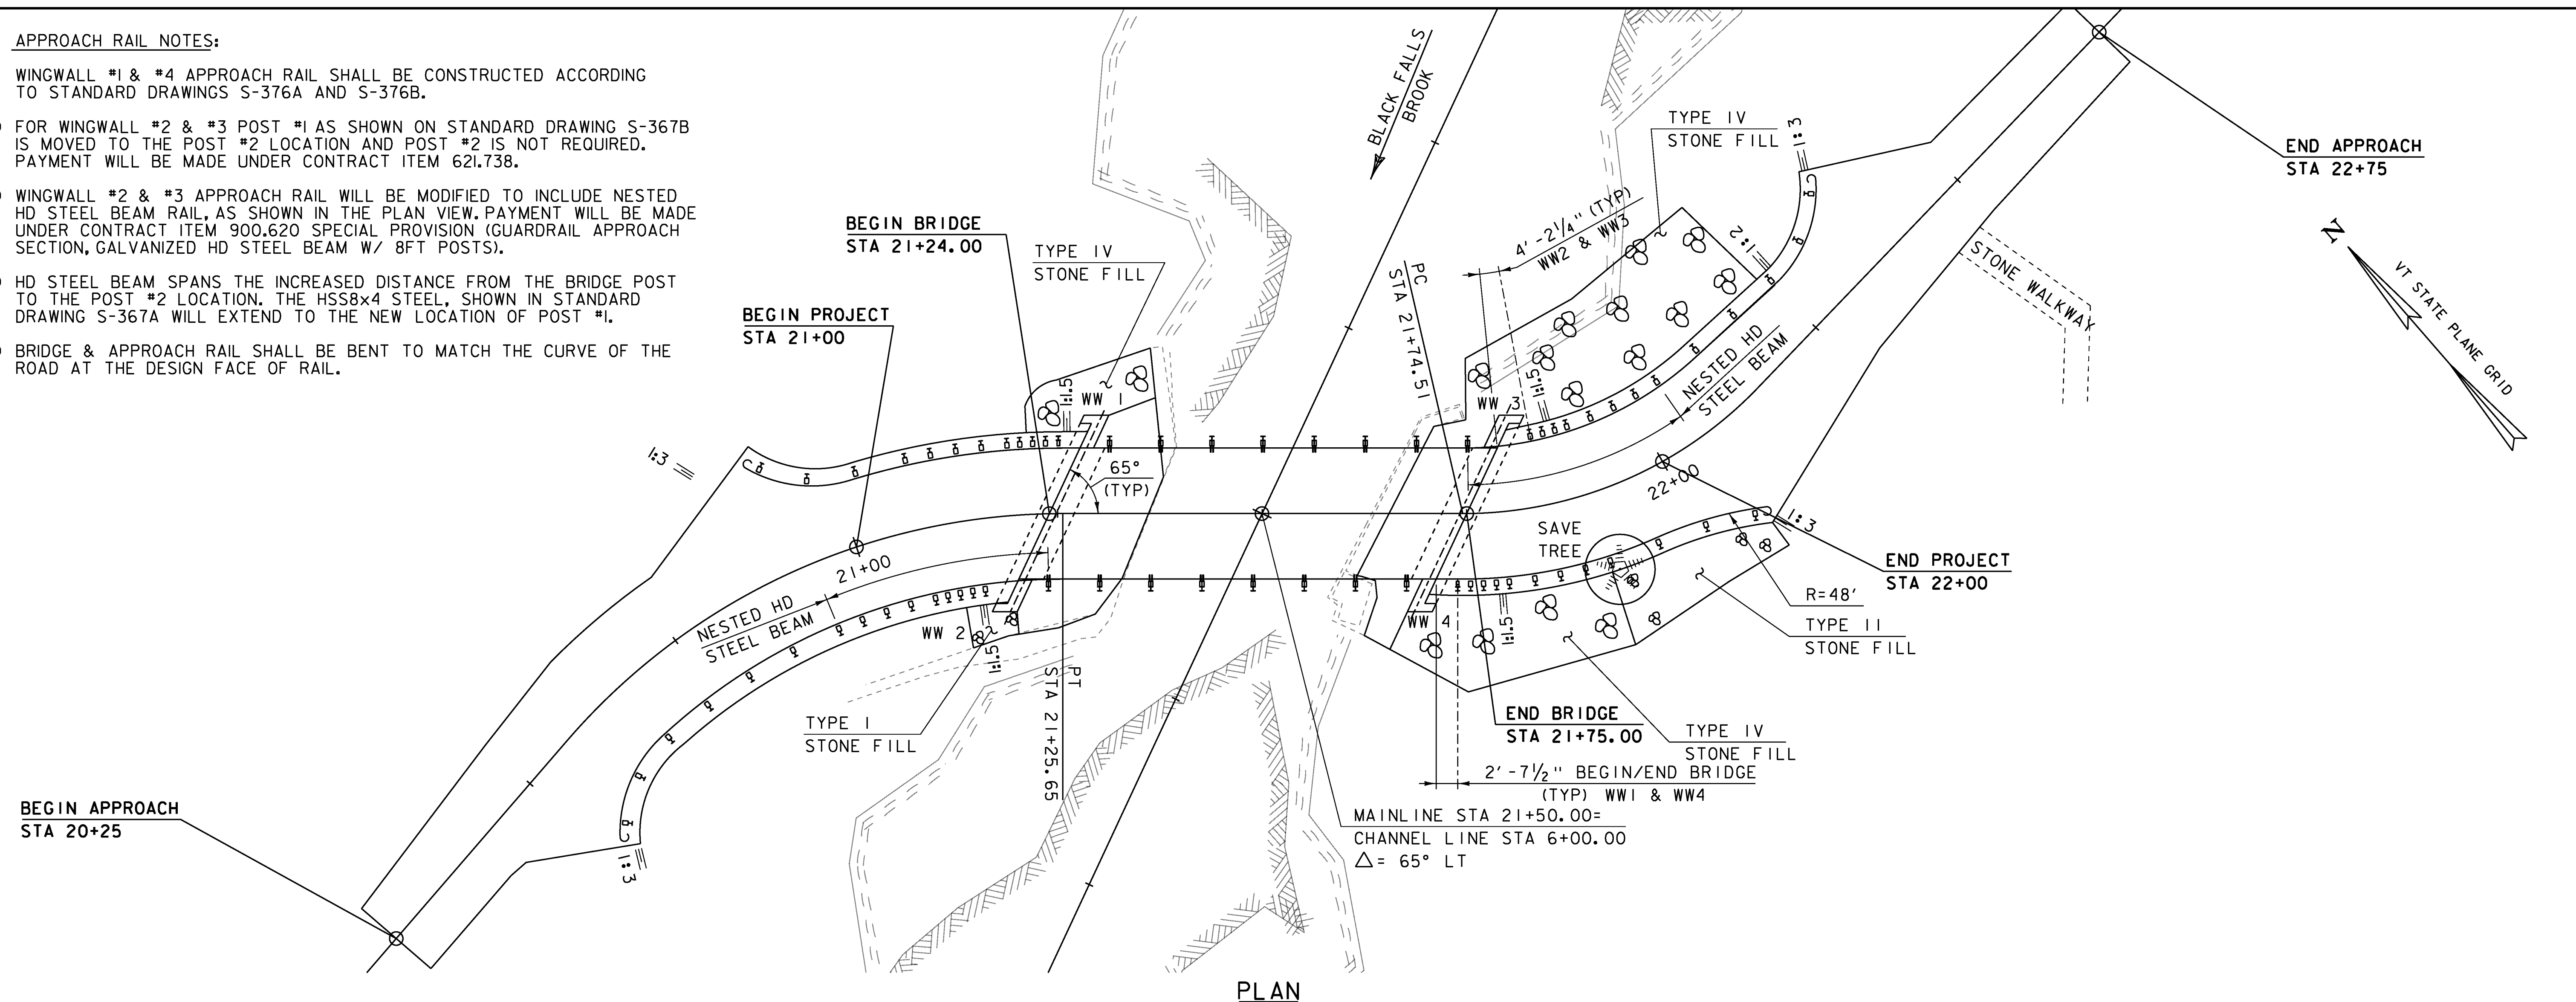 APPROACH RAIL NOTES:
WINGWALL #1 & #4 APPROACH RAIL SHALL BE CONSTRUCTED ACCORDING
TO STANDARD DRAWINGS S-376A AND S-376B.
FOR WINGWALL #2 & #3 POST #1 AS SHOWN ON STANDARD DRAWING S-367B
IS MOVED TO THE POST #2 LOCATION AND POST #2 IS NOT REQUIRED.
PAYMENT WILL BE MADE UNDER CONTRACT ITEM 621.738.
WINGWALL #2 & #3 APPROACH RAIL WILL BE MODIFIED TO INCLUDE NESTED
HD STEEL BEAM RAIL, AS SHOWN IN THE PLAN VIEW. PAYMENT WILL BE MADE
UNDER CONTRACT ITEM 900.620 SPECIAL PROVISION (GUARDRAIL APPROACH
SECTION, GALVANIZED HD STEEL BEAM W/ 8FT POSTS).
HD STEEL BEAM SPANS THE INCREASED DISTANCE FROM THE BRIDGE POST
TO THE POST #2 LOCATION. THE HSS8x4 STEEL, SHOWN IN STANDARD
DRAWING S-367A WILL EXTEND TO THE NEW LOCATION OF POST #1.
BRIDGE & APPROACH RAIL SHALL BE BENT TO MATCH THE CURVE OF THE
ROAD AT THE DESIGN FACE OF RAIL.
BLACK FALLS
BROOK
TYPE IV
STONE FILL
1:3
END APPROACH
STA 22+75
N
VT STATE PLANE GRID
STONE WALKWAY
4'-2 1/4" (TYP)
WW2 & WW3
1:2
BEGIN BRIDGE
STA 21+24.00
TYPE IV
STONE FILL
PC
STA 21+74.51
BEGIN PROJECT
STA 21+00
NESTED HD
STEEL BEAM
1:1.5
WW 1
WW 3
1:1.5
1:3
65°
(TYP)
22+00
SAVE
TREE
1:3
21+00
END PROJECT
STA 22+00
R=48'
NESTED HD
STEEL BEAM
WW 2
1:1.5
WW 4
1:1.5
TYPE II
STONE FILL
PT
STA 21+25.65
TYPE I
STONE FILL
END BRIDGE
STA 21+75.00
TYPE IV
STONE FILL
2'-7 1/2" BEGIN/END BRIDGE
(TYP) WW1 & WW4
BEGIN APPROACH
STA 20+25
MAINLINE STA 21+50.00=
CHANNEL LINE STA 6+00.00
△= 65° LT
1:3
PLAN